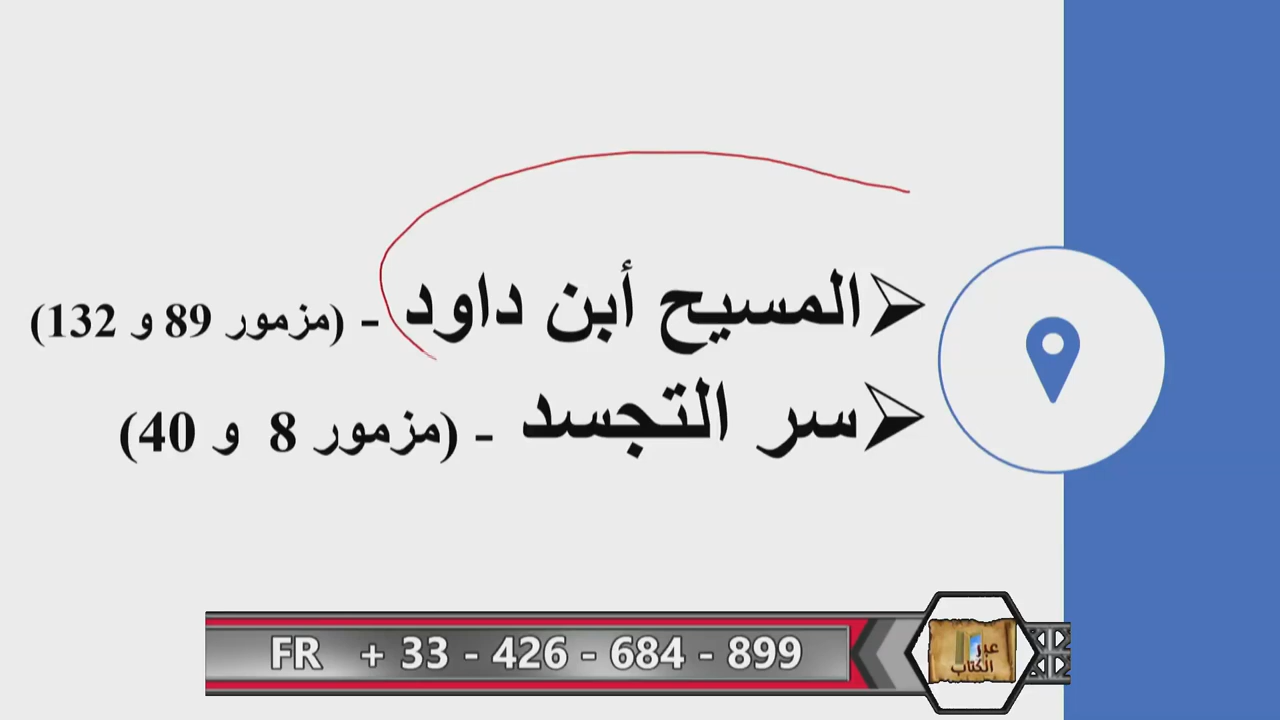 المسيح أبن داود - (مزمور 89 و 132)
سر التجسد - (مزمور 8 و 40)
FR + 33 - 426 - 684 - 899
عبر
الكتاب